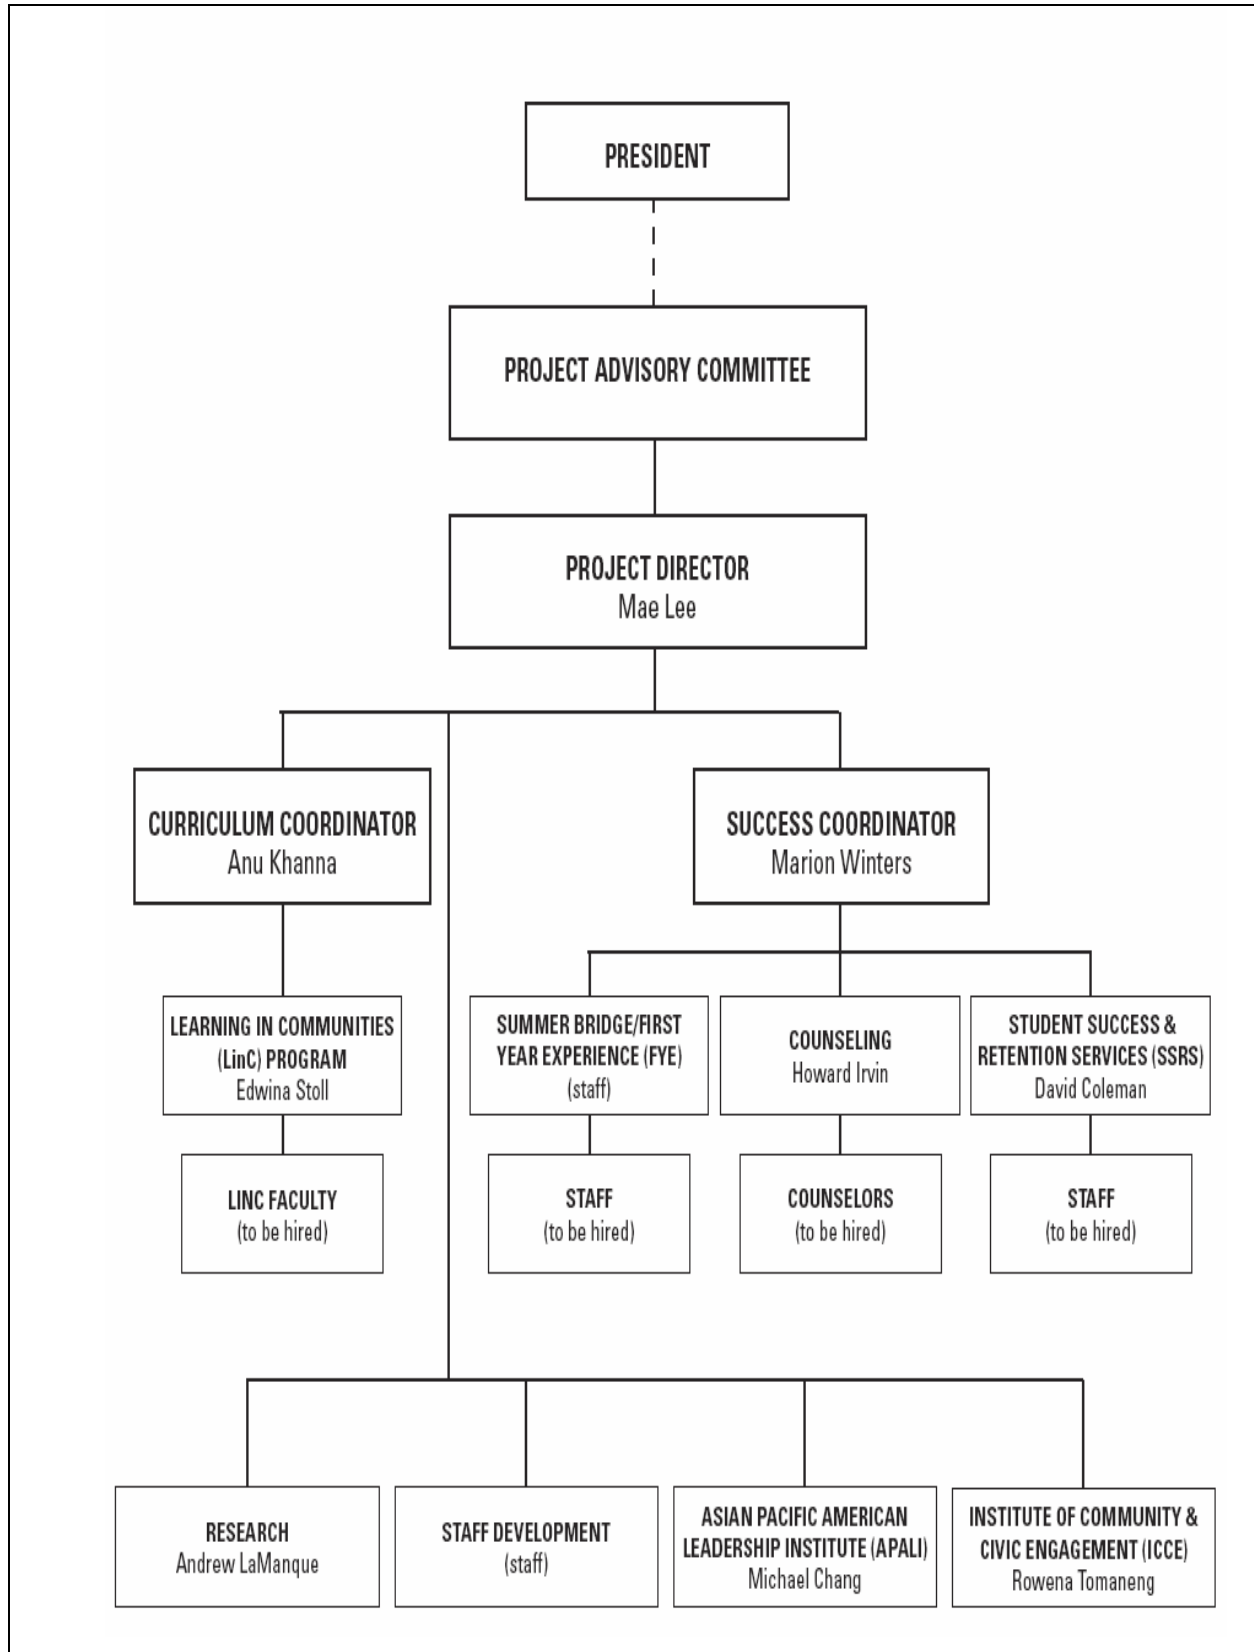 PRESIDENT
PROJECT ADVISORY COMMITTEE
PROJECT DIRECTOR
Mae Lee
CURRICULUM COORDINATOR
Anu Khanna
SUCCESS COORDINATOR
Marion Winters
LEARNING IN COMMUNITIES
(LinC) PROGRAM
Edwina Stoll
SUMMER BRIDGE/FIRST
YEAR EXPERIENCE (FYE)
(staff)
COUNSELING
Howard Irvin
STUDENT SUCCESS &
RETENTION SERVICES (SSRS)
David Coleman
LINC FACULTY
(to be hired)
STAFF
(to be hired)
COUNSELORS
(to be hired)
STAFF
(to be hired)
RESEARCH
Andrew LaManque
STAFF DEVELOPMENT
(staff)
ASIAN PACIFIC AMERICAN
LEADERSHIP INSTITUTE (APALI)
Michael Chang
INSTITUTE OF COMMUNITY &
CIVIC ENGAGEMENT (ICCE)
Rowena Tomaneng